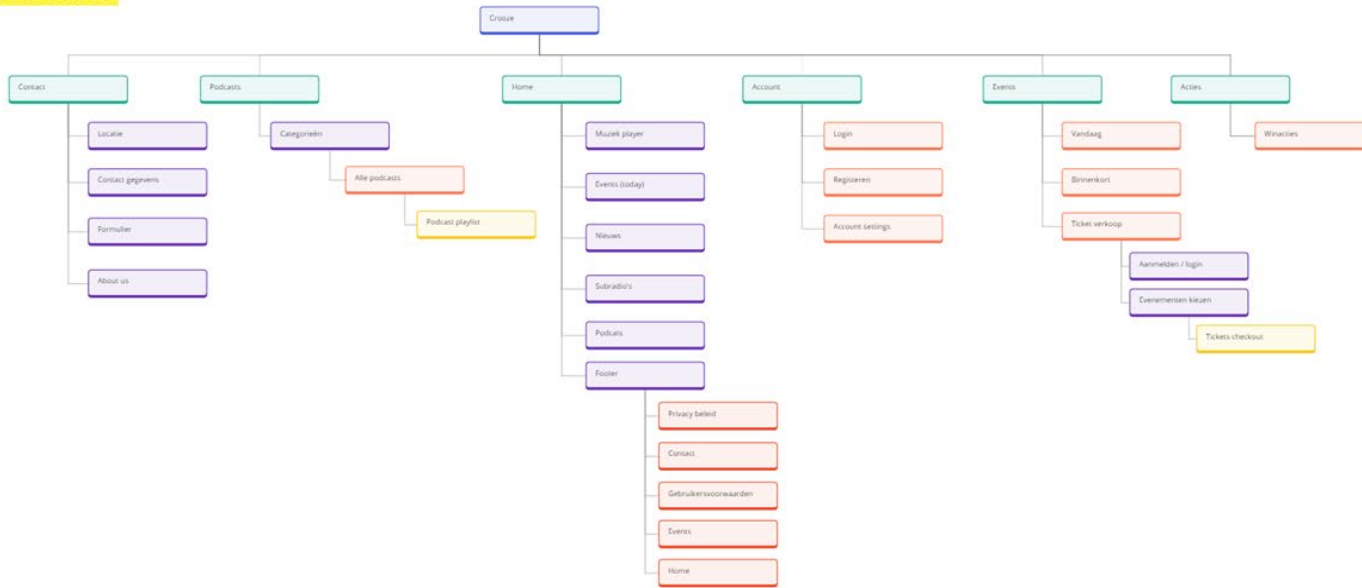 Crooze
Contact
Podcasts
Home
Account
Events
Acties
Locatie
Contact gegevens
Formulier
About us
Categorieën
Alle podcasts
Podcast playlist
Muziek player
Events (today)
Nieuws
Subradio's
Podcats
Footer
Privacy beleid
Contact
Gebruikersvoorwaarden
Events
Home
Login
Registeren
Account settings
Vandaag
Binnenkort
Ticket verkoop
Aanmelden / login
Evenementen kiezen
Tickets checkout
Winacties